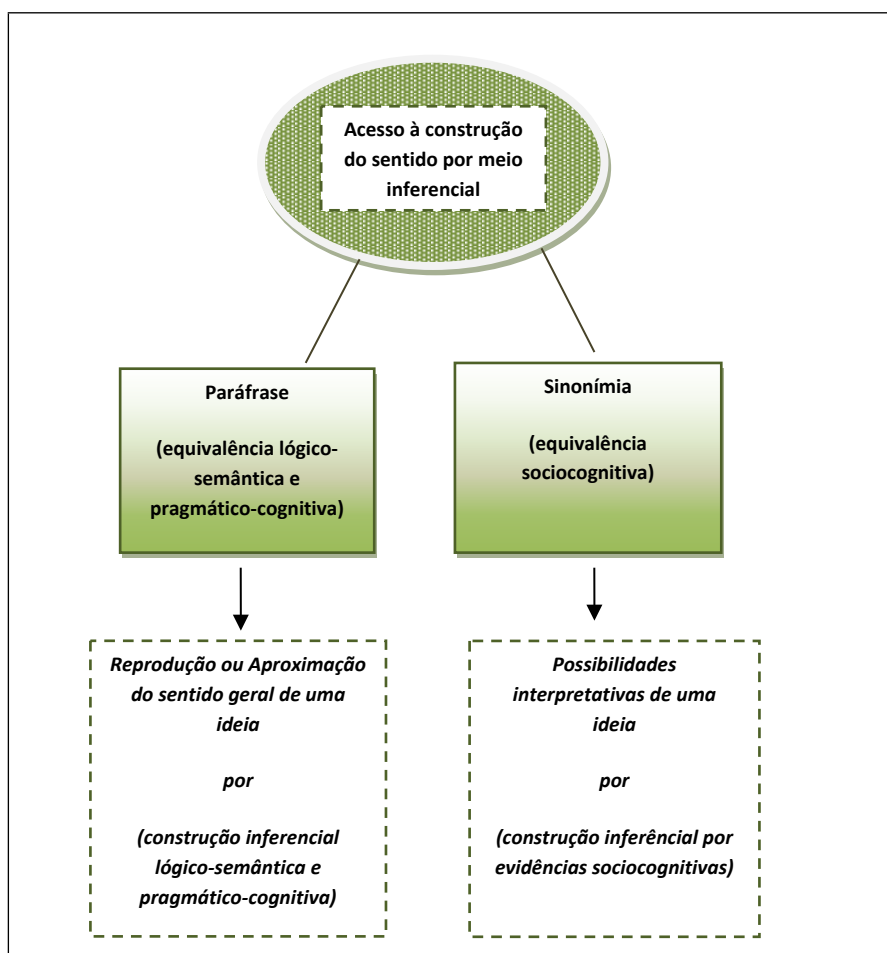 Acesso à construção
do sentido por meio
inferencial
Paráfrase
(equivalência lógico-
semântica e
pragmático-cognitiva)
Sinonímia
(equivalência
sociocognitiva)
Reprodução ou Aproximação
do sentido geral de uma
ideia
por
(construção inferencial
lógico-semântica e
pragmático-cognitiva)
Possibilidades
interpretativas de uma
ideia
por
(construção inferêncial por
evidências sociocognitivas)